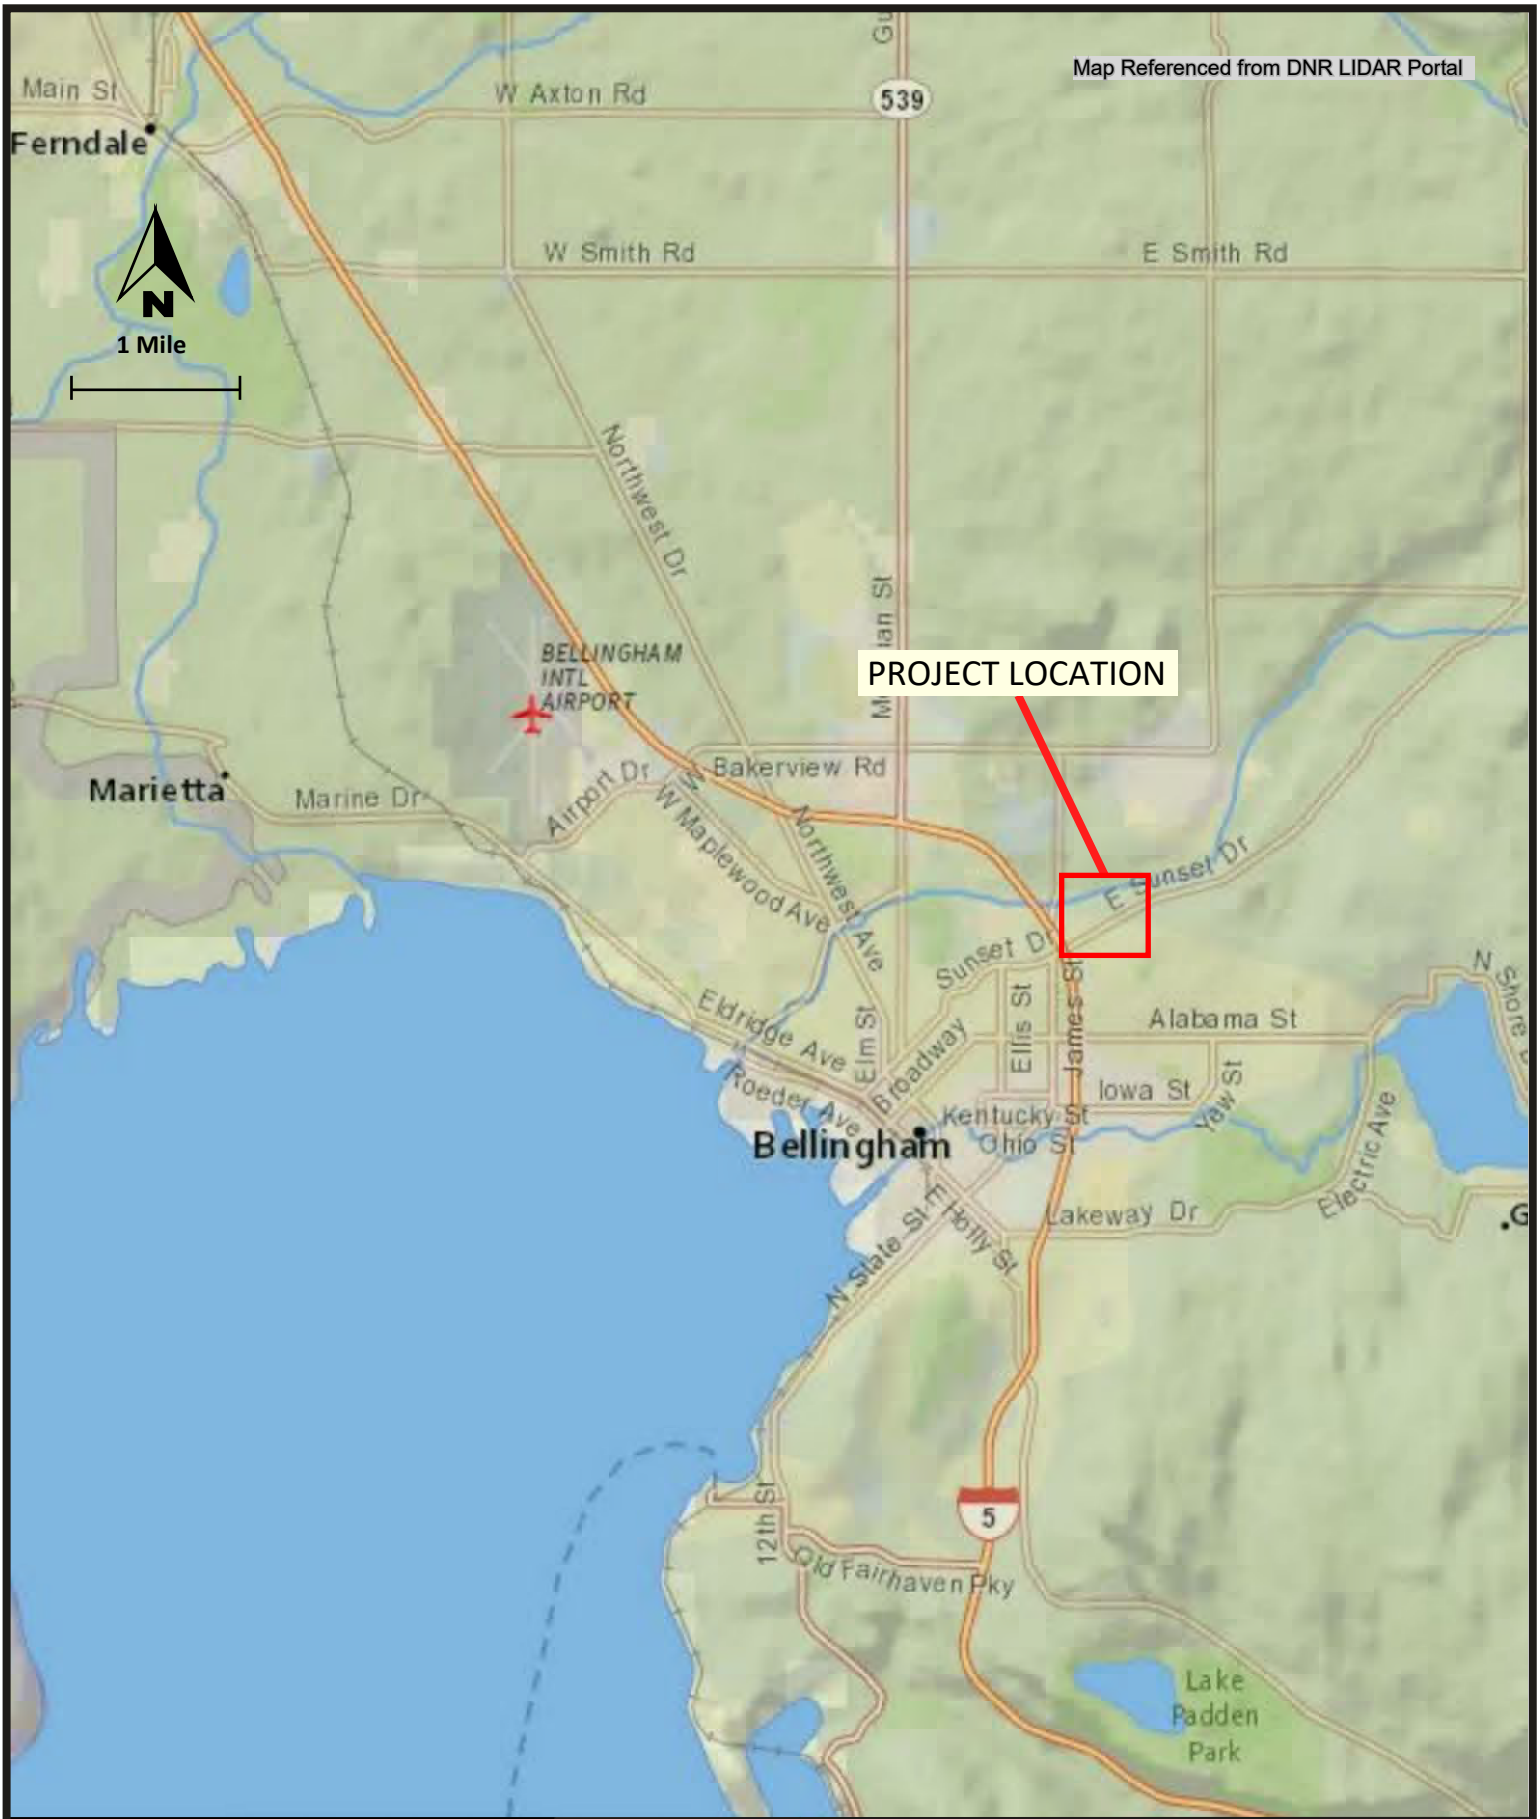 Gu
Map Referenced from DNR LIDAR Portal
Main St
W Axton Rd
539
Ferndale
W Smith Rd
E Smith Rd
N
1 Mile
Northwest Dr
ian St
BELLINGHAM
INTL
AIRPORT
PROJECT LOCATION
M
Marietta
Marine Dr
Airport Dr
W
Bakerview Rd
W Maplewood Ave
Northwest Ave
E Sunset Dr
Sunset Dr
N Shore D
Eldridge Ave
Elm St
Broadway
Ellis St
James St
Alabama St
Roeder Ave
Iowa St
Yew St
Kentucky St
Bellingham
Ohio St
Electric Ave
E Holly St
N State St
Lakeway Dr
G
12th St
5
Old Fairhaven Pky
Lake
Padden
Park